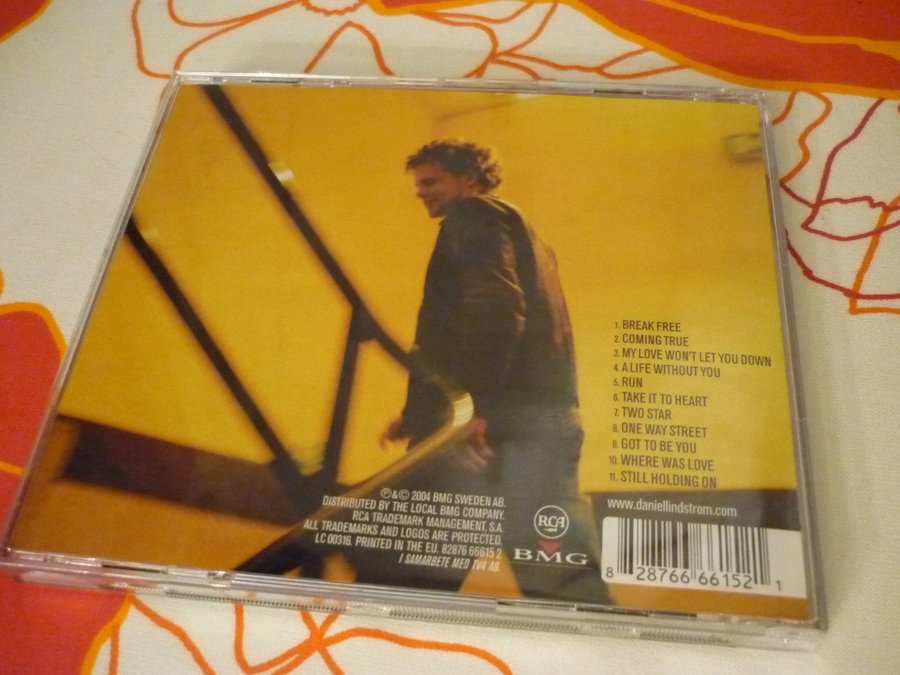 1. BREAK FREE
2. COMING TRUE
3. MY LOVE WON'T LET YOU DOWN
4. A LIFE WITHOUT YOU
5. RUN
6. TAKE IT TO HEART
7. TWO STAR
8. ONE WAY STREET
9. GOT TO BE YOU
10. WHERE WAS LOVE
11. STILL HOLDING ON
www.daniellindstrom.com
℗&© 2004 BMG SWEDEN AB.
DISTRIBUTED BY THE LOCAL BMG COMPANY.
RCA TRADEMARK MANAGEMENT, S.A.
ALL TRADEMARKS AND LOGOS ARE PROTECTED.
LC 00316. PRINTED IN THE EU. 82876 66615 2
I SAMARBETE MED TV4 AB.
RCA
BMG
8 28766 66152 1